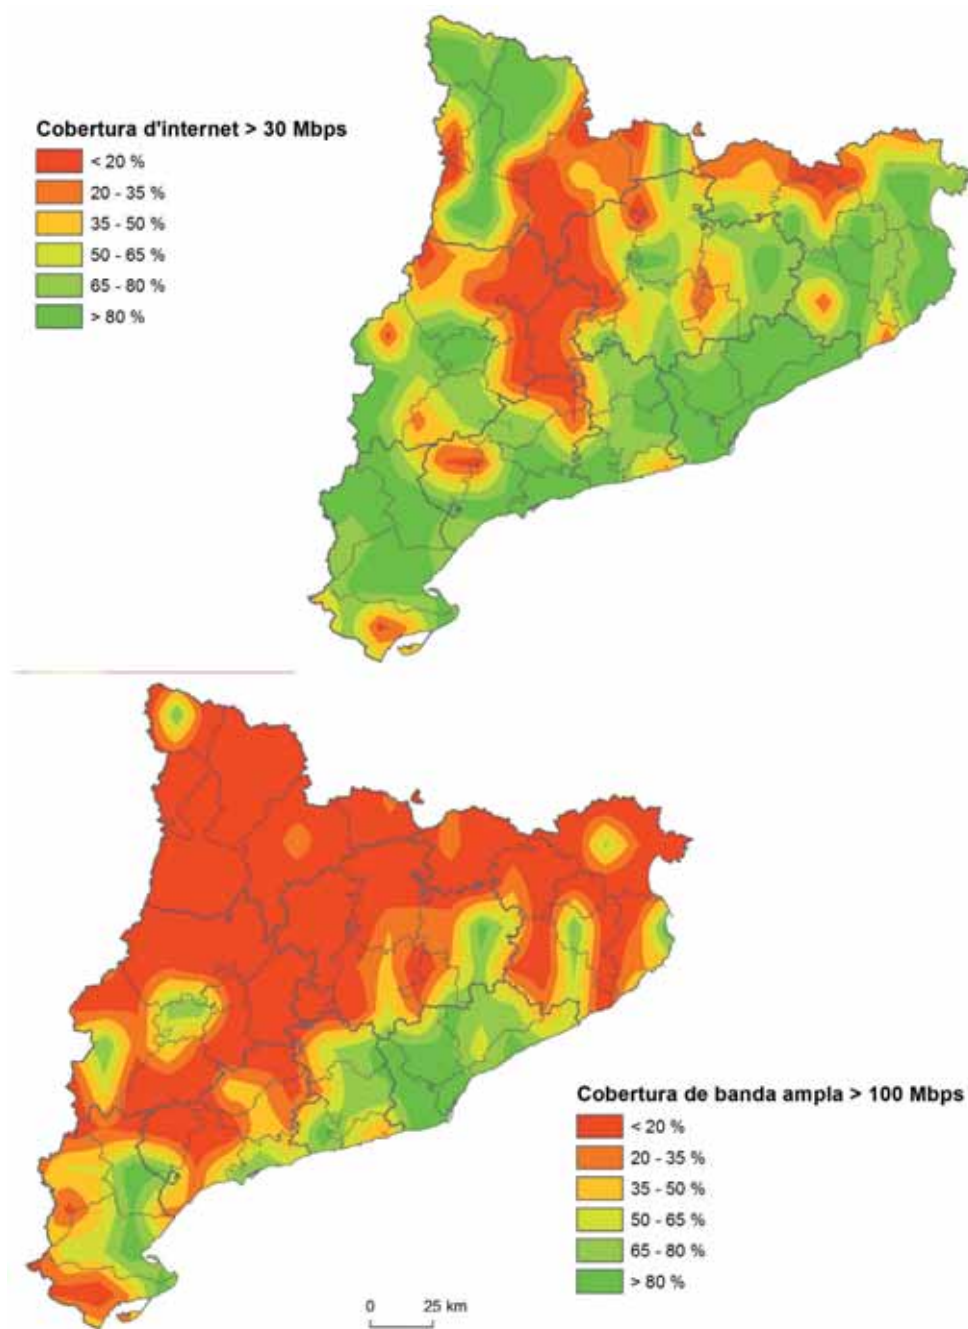 Cobertura d'internet > 30 Mbps
< 20 %
20 - 35 %
35 - 50 %
50 - 65 %
65 - 80 %
> 80 %
Cobertura de banda ampla > 100 Mbps
< 20 %
20 - 35 %
35 - 50 %
50 - 65 %
65 - 80 %
> 80 %
0 25 km